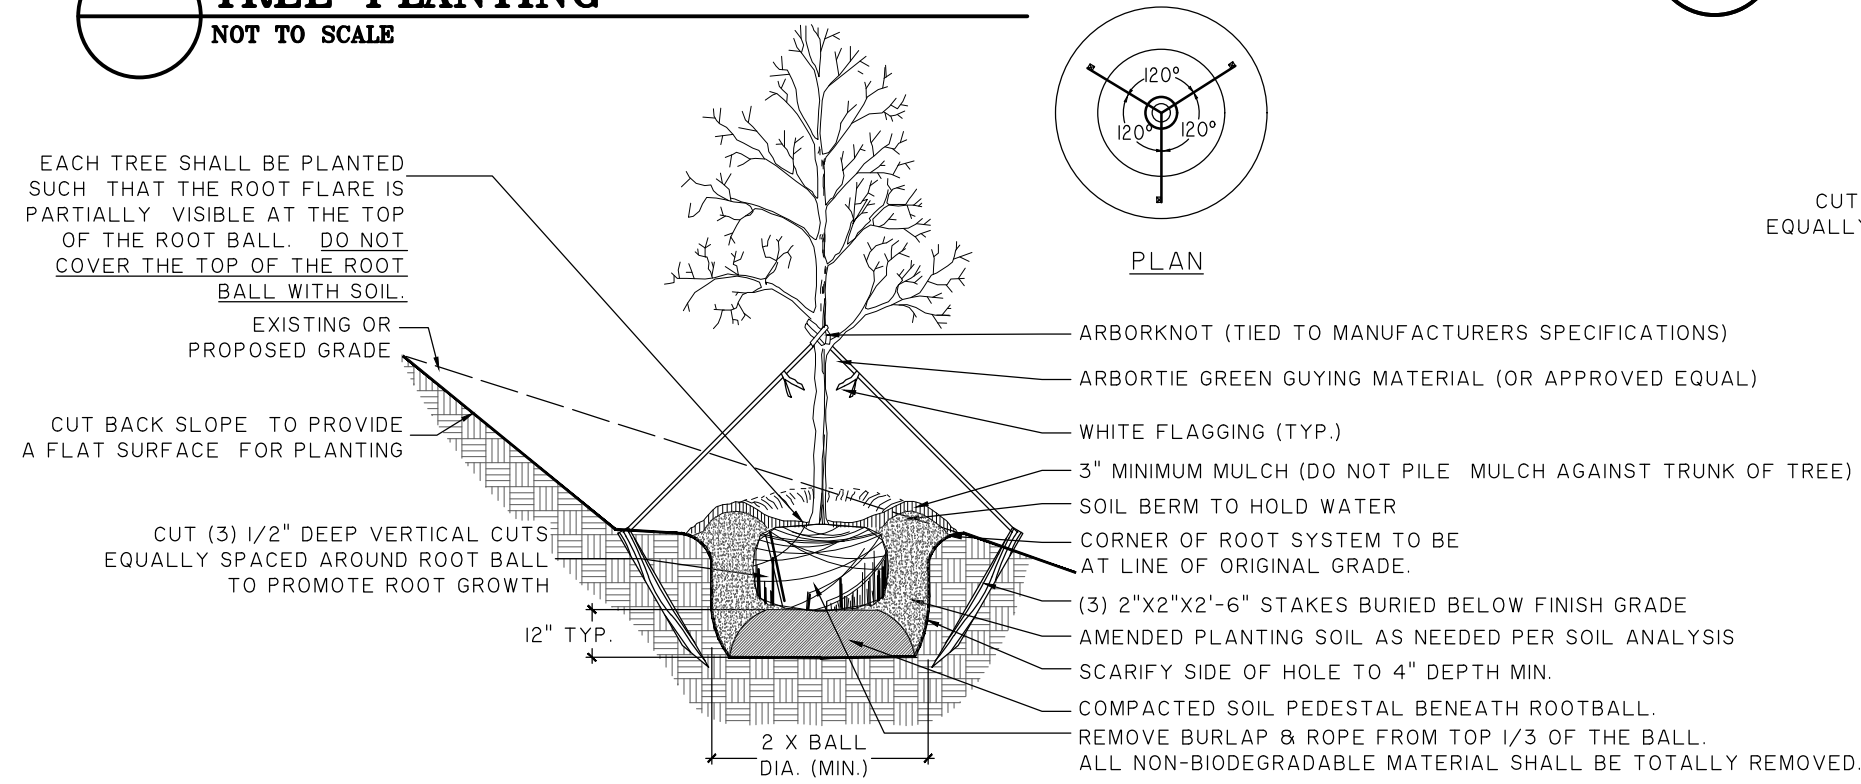 TREE PLANTING
NOT TO SCALE
EACH TREE SHALL BE PLANTED
SUCH THAT THE ROOT FLARE IS
PARTIALLY VISIBLE AT THE TOP
OF THE ROOT BALL. DO NOT
COVER THE TOP OF THE ROOT
BALL WITH SOIL.
EXISTING OR
PROPOSED GRADE
CUT BACK SLOPE TO PROVIDE
A FLAT SURFACE FOR PLANTING
CUT (3) 1/2" DEEP VERTICAL CUTS
EQUALLY SPACED AROUND ROOT BALL
TO PROMOTE ROOT GROWTH
12" TYP.
2 X BALL
DIA. (MIN.)
120°
120°
120°
PLAN
ARBORKNOT (TIED TO MANUFACTURERS SPECIFICATIONS)
ARBORTIE GREEN GUYING MATERIAL (OR APPROVED EQUAL)
WHITE FLAGGING (TYP.)
3" MINIMUM MULCH (DO NOT PILE MULCH AGAINST TRUNK OF TREE)
SOIL BERM TO HOLD WATER
CORNER OF ROOT SYSTEM TO BE
AT LINE OF ORIGINAL GRADE.
(3) 2"X2"X2'-6" STAKES BURIED BELOW FINISH GRADE
AMENDED PLANTING SOIL AS NEEDED PER SOIL ANALYSIS
SCARIFY SIDE OF HOLE TO 4" DEPTH MIN.
COMPACTED SOIL PEDESTAL BENEATH ROOTBALL.
REMOVE BURLAP & ROPE FROM TOP 1/3 OF THE BALL.
ALL NON-BIODEGRADABLE MATERIAL SHALL BE TOTALLY REMOVED.
CUT
EQUALLY